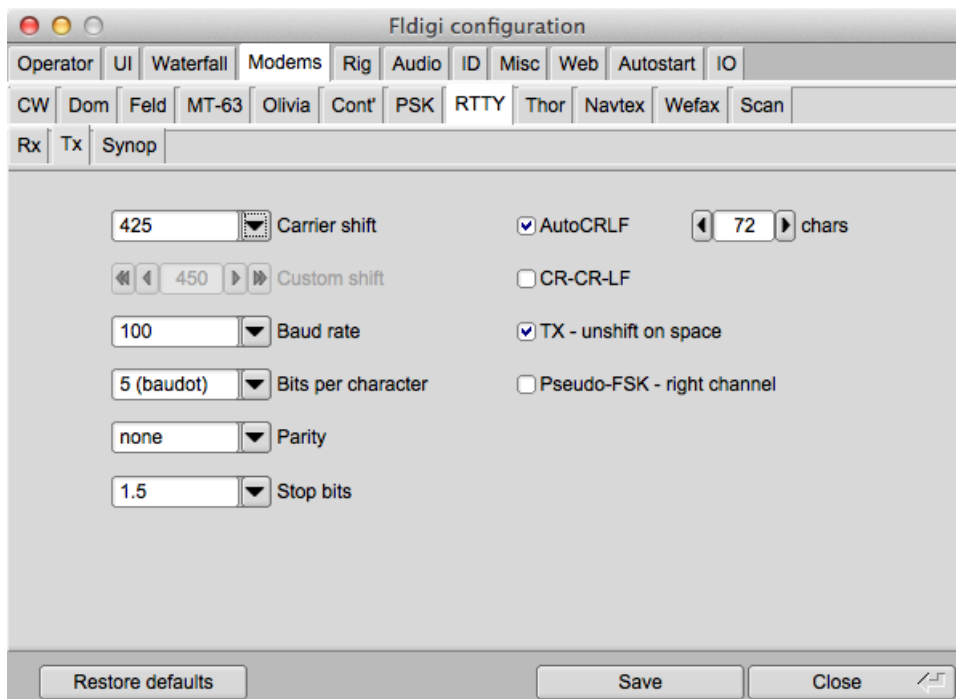 Fldigi configuration
Operator UI Waterfall Modems Rig Audio ID Misc Web Autostart IO
CW Dom Feld MT-63 Olivia Cont' PSK RTTY Thor Navtex Wefax Scan
Rx Tx Synop
425 Carrier shift AutoCRLF 72 chars
450 Custom shift CR-CR-LF
100 Baud rate TX - unshift on space
5 (baudot) Bits per character Pseudo-FSK - right channel
none Parity
1.5 Stop bits
Restore defaults Save Close